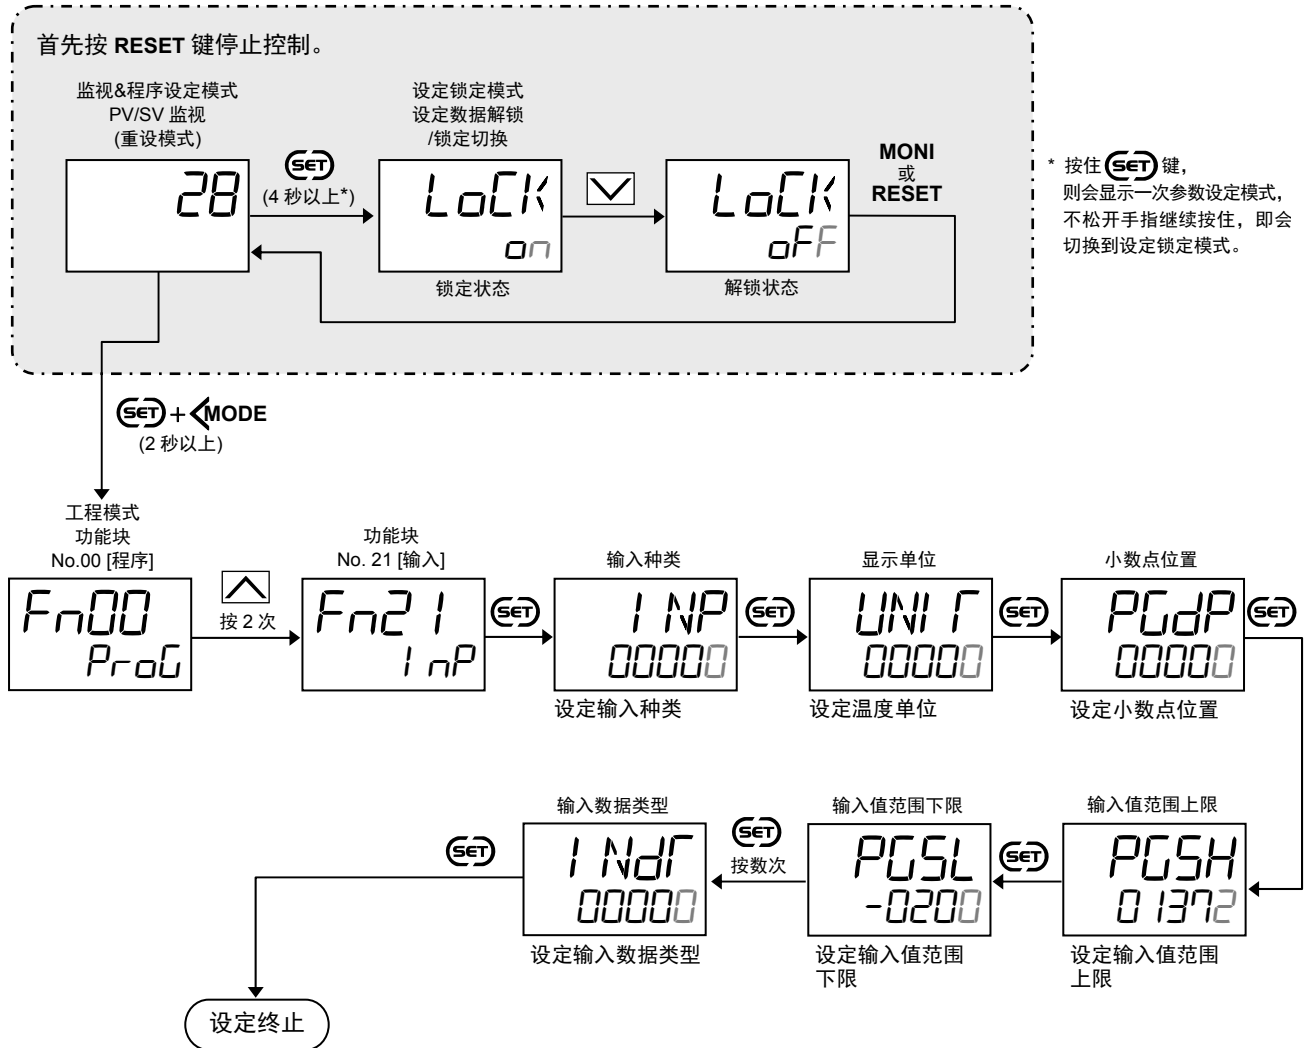 首先按 RESET 键停止控制。
监视&程序设定模式
PV/SV 监视
(重设模式)
28
SET
(4 秒以上*)
设定锁定模式
设定数据解锁
/锁定切换
LoCK
on
锁定状态
LoCK
oFF
解锁状态
MONI
或
RESET
* 按住 SET 键，
则会显示一次参数设定模式，
不松开手指继续按住，即会
切换到设定锁定模式。
SET + <MODE
(2 秒以上)
工程模式
功能块
No.00 [程序]
Fn00
ProG
按 2 次
功能块
No. 21 [输入]
Fn21
InP
SET
输入种类
INP
00000
设定输入种类
SET
显示单位
UNIT
00000
设定温度单位
SET
小数点位置
PGdP
00000
设定小数点位置
SET
输入值范围上限
PGSH
01372
设定输入值范围
上限
SET
输入值范围下限
PGSL
-0200
设定输入值范围
下限
SET
按数次
输入数据类型
INdT
00000
设定输入数据类型
SET
设定终止